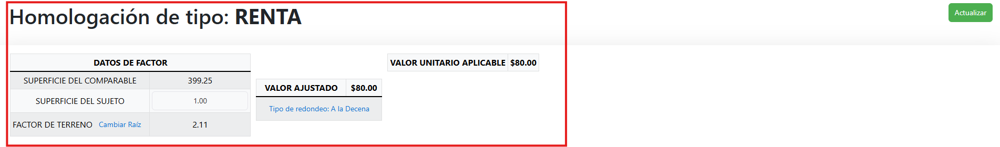 Homologación de tipo: RENTA
Actualizar
DATOS DE FACTOR
SUPERFICIE DEL COMPARABLE 399.25
SUPERFICIE DEL SUJETO 1.00
FACTOR DE TERRENO Cambiar Raíz 2.11
VALOR AJUSTADO $80.00
Tipo de redondeo: A la Decena
VALOR UNITARIO APLICABLE $80.00